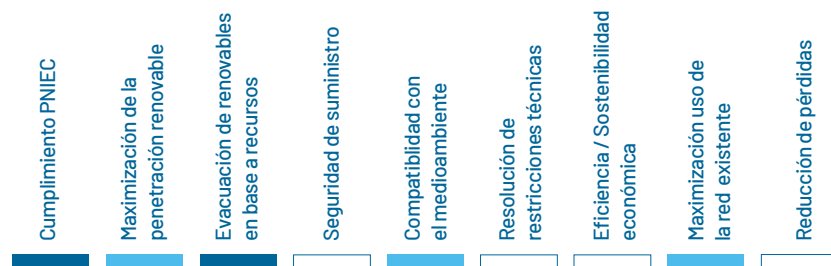 Cumplimiento PNIEC
Maximización de la
penetración renovable
Evacuación de renovables
en base a recursos
Seguridad de suministro
Compatiblidad con
el medioambiente
Resolución de
restricciones técnicas
Eficiencia / Sostenibilidad
económica
Maximización uso de
la red existente
Reducción de pérdidas